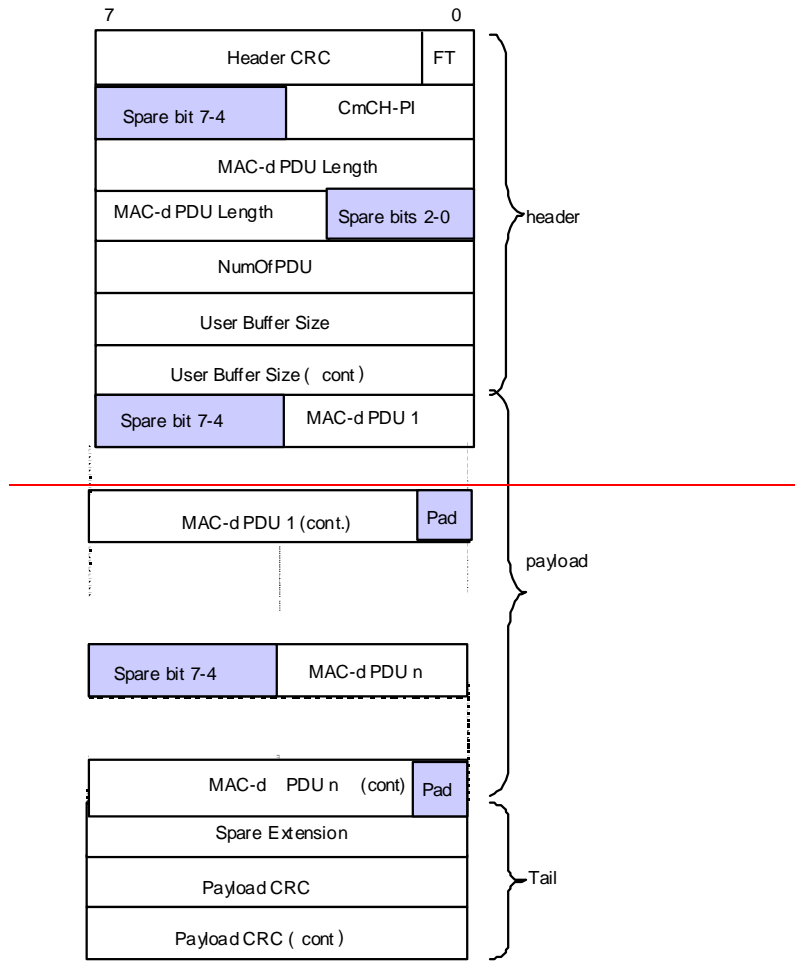 7 0
Header CRC FT
Spare bit 7-4 CmCH-PI
MAC-d PDU Length
MAC-d PDU Length Spare bits 2-0
header
NumOfPDU
User Buffer Size
User Buffer Size ( cont )
Spare bit 7-4 MAC-d PDU 1
MAC-d PDU 1 (cont.) Pad
payload
Spare bit 7-4 MAC-d PDU n
MAC-d PDU n (cont) Pad
Spare Extension
Tail
Payload CRC
Payload CRC ( cont )